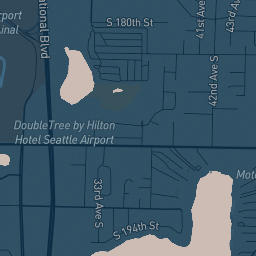 S 180th St
41st Ave
43rd Av
42nd Ave S
DoubleTree by Hilton
Hotel Seattle Airport
33rd Ave S
S 194th St